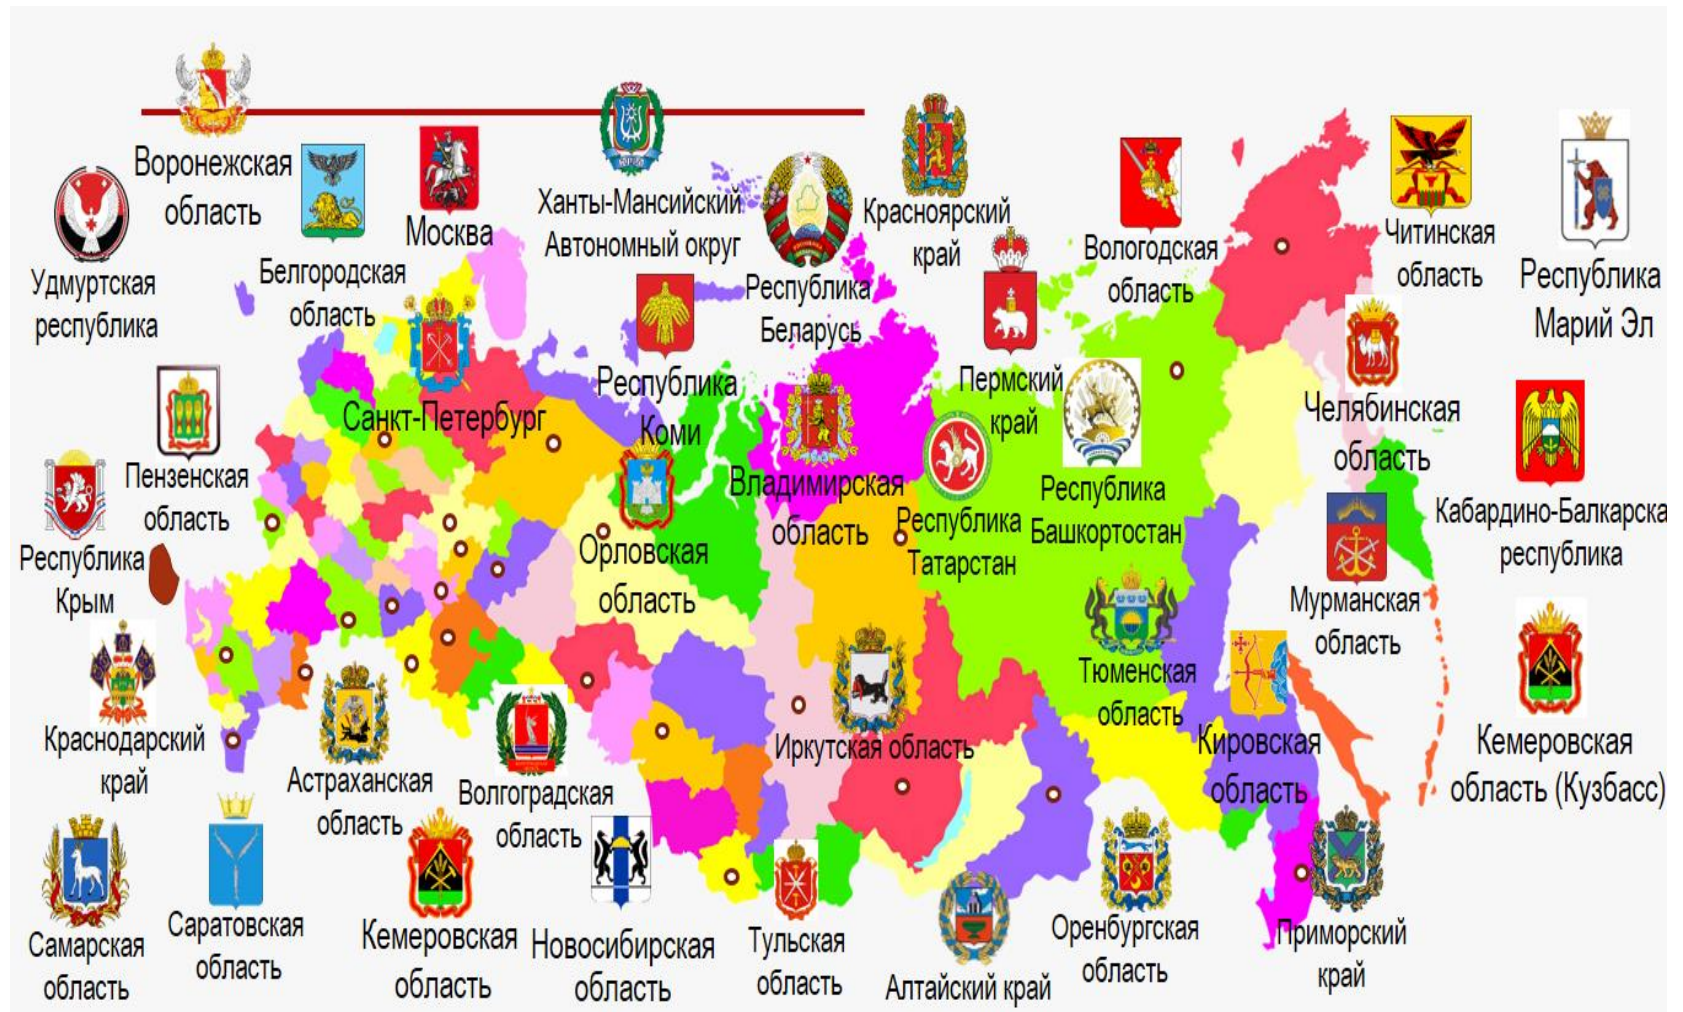 Воронежская
область
Удмуртская
республика
Белгородская
область
Москва
Ханты-Мансийский
Автономный округ
Республика
Беларусь
Красноярский
край
Вологодская
область
Читинская
область
Республика
Марий Эл
Пензенская
область
Санкт-Петербург
Республика
Коми
Владимирская
область
Пермский
край
Республика
Татарстан
Республика
Башкортостан
Челябинская
область
Кабардино-Балкарска
республика
Республика
Крым
Орловская
область
Мурманская
область
Краснодарский
край
Астраханская
область
Волгоградская
область
Иркутская область
Тюменская
область
Кировская
область
Кемеровская
область (Кузбасс)
Самарская
область
Саратовская
область
Кемеровская
область
Новосибирская
область
Тульская
область
Алтайский край
Оренбургская
область
Приморский
край